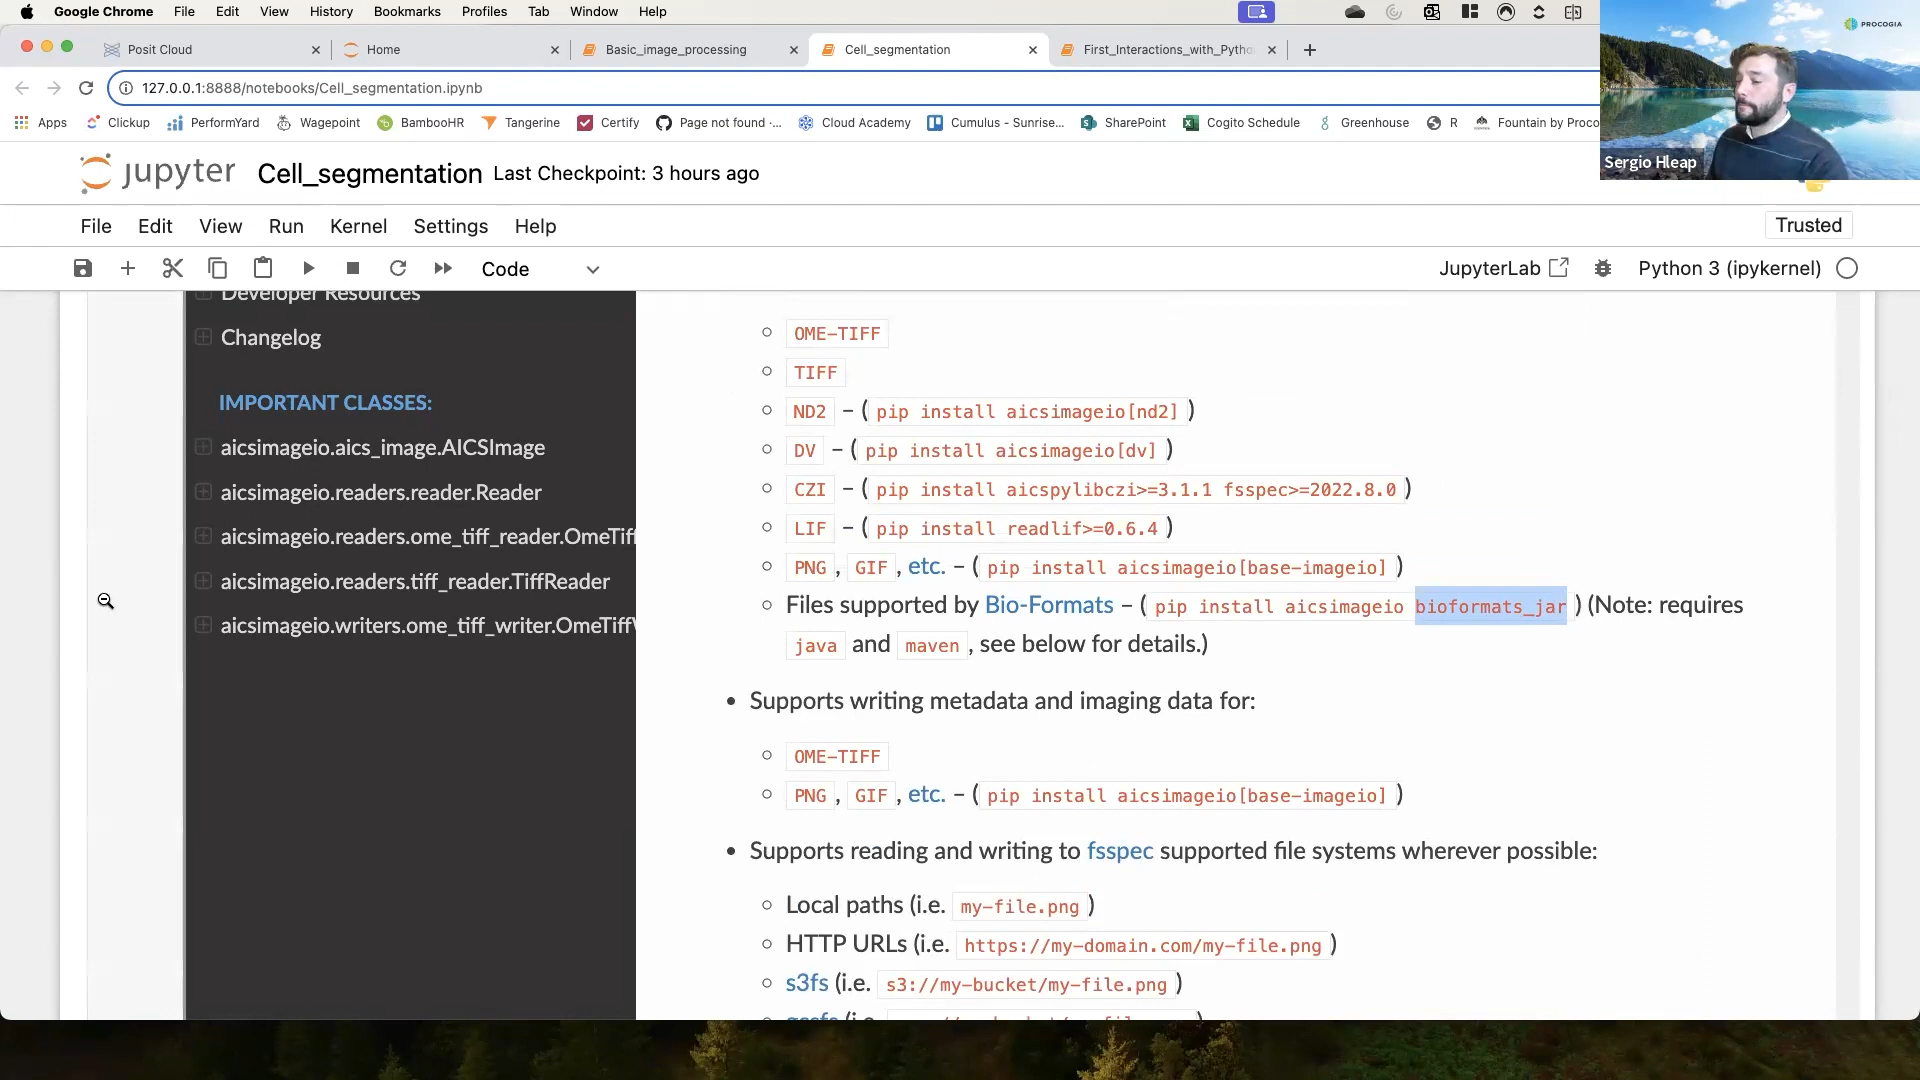 Google Chrome File Edit View History Bookmarks Profiles Tab Window Help
PROCOGIA
Posit Cloud Home Basic_image_processing Cell_segmentation First_Interactions_with_Pytho
127.0.0.1:8888/notebooks/Cell_segmentation.ipynb
Apps Clickup PerformYard Wagepoint BambooHR Tangerine Certify Page not found ·... Cloud Academy Cumulus - Sunrise... SharePoint Cogito Schedule Greenhouse R Fountain by Proco
Sergio Hleap
jupyter Cell_segmentation Last Checkpoint: 3 hours ago
File Edit View Run Kernel Settings Help Trusted
Code JupyterLab Python 3 (ipykernel)
Developer Resources
Changelog
IMPORTANT CLASSES:
aicsimageio.aics_image.AICSImage
aicsimageio.readers.reader.Reader
aicsimageio.readers.ome_tiff_reader.OmeTiff
aicsimageio.readers.tiff_reader.TiffReader
aicsimageio.writers.ome_tiff_writer.OmeTiffW
OME-TIFF
TIFF
ND2 – (pip install aicsimageio[nd2])
DV – (pip install aicsimageio[dv])
CZI – (pip install aicspylibczi>=3.1.1 fsspec>=2022.8.0)
LIF – (pip install readlif>=0.6.4)
PNG, GIF, etc. – (pip install aicsimageio[base-imageio])
Files supported by Bio-Formats – (pip install aicsimageio bioformats_jar) (Note: requires
java and maven, see below for details.)
Supports writing metadata and imaging data for:
OME-TIFF
PNG, GIF, etc. – (pip install aicsimageio[base-imageio])
Supports reading and writing to fsspec supported file systems wherever possible:
Local paths (i.e. my-file.png)
HTTP URLs (i.e. https://my-domain.com/my-file.png)
s3fs (i.e. s3://my-bucket/my-file.png)